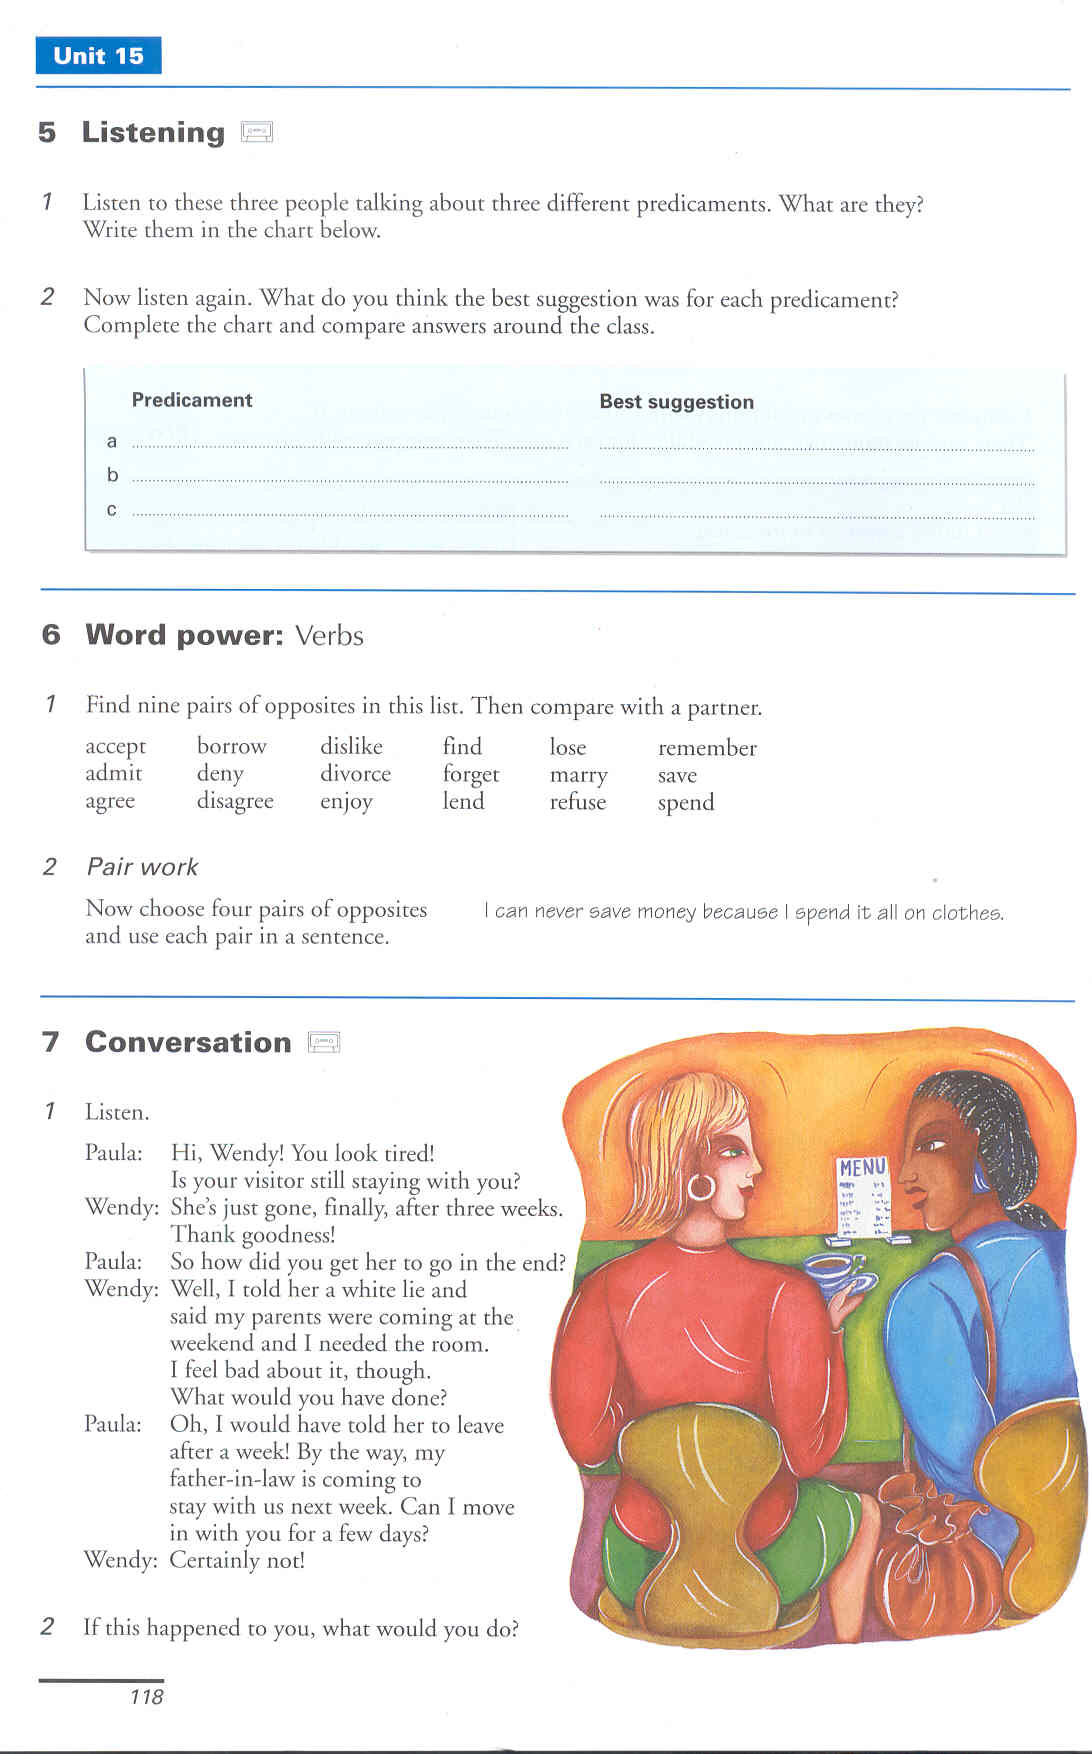 Unit 15
5 Listening
1 Listen to these three people talking about three different predicaments. What are they?
Write them in the chart below.
2 Now listen again. What do you think the best suggestion was for each predicament?
Complete the chart and compare answers around the class.
Predicament Best suggestion
a
b
c
6 Word power: Verbs
1 Find nine pairs of opposites in this list. Then compare with a partner.
accept borrow dislike find lose remember
admit deny divorce forget marry save
agree disagree enjoy lend refuse spend
2 Pair work
Now choose four pairs of opposites I can never save money because I spend it all on clothes.
and use each pair in a sentence.
7 Conversation
1 Listen.
Paula: Hi, Wendy! You look tired!
Is your visitor still staying with you?
Wendy: She's just gone, finally, after three weeks.
Thank goodness!
Paula: So how did you get her to go in the end?
Wendy: Well, I told her a white lie and
said my parents were coming at the
weekend and I needed the room.
I feel bad about it, though.
What would you have done?
Paula: Oh, I would have told her to leave
after a week! By the way, my
father-in-law is coming to
stay with us next week. Can I move
in with you for a few days?
Wendy: Certainly not!
MENU
2 If this happened to you, what would you do?
118